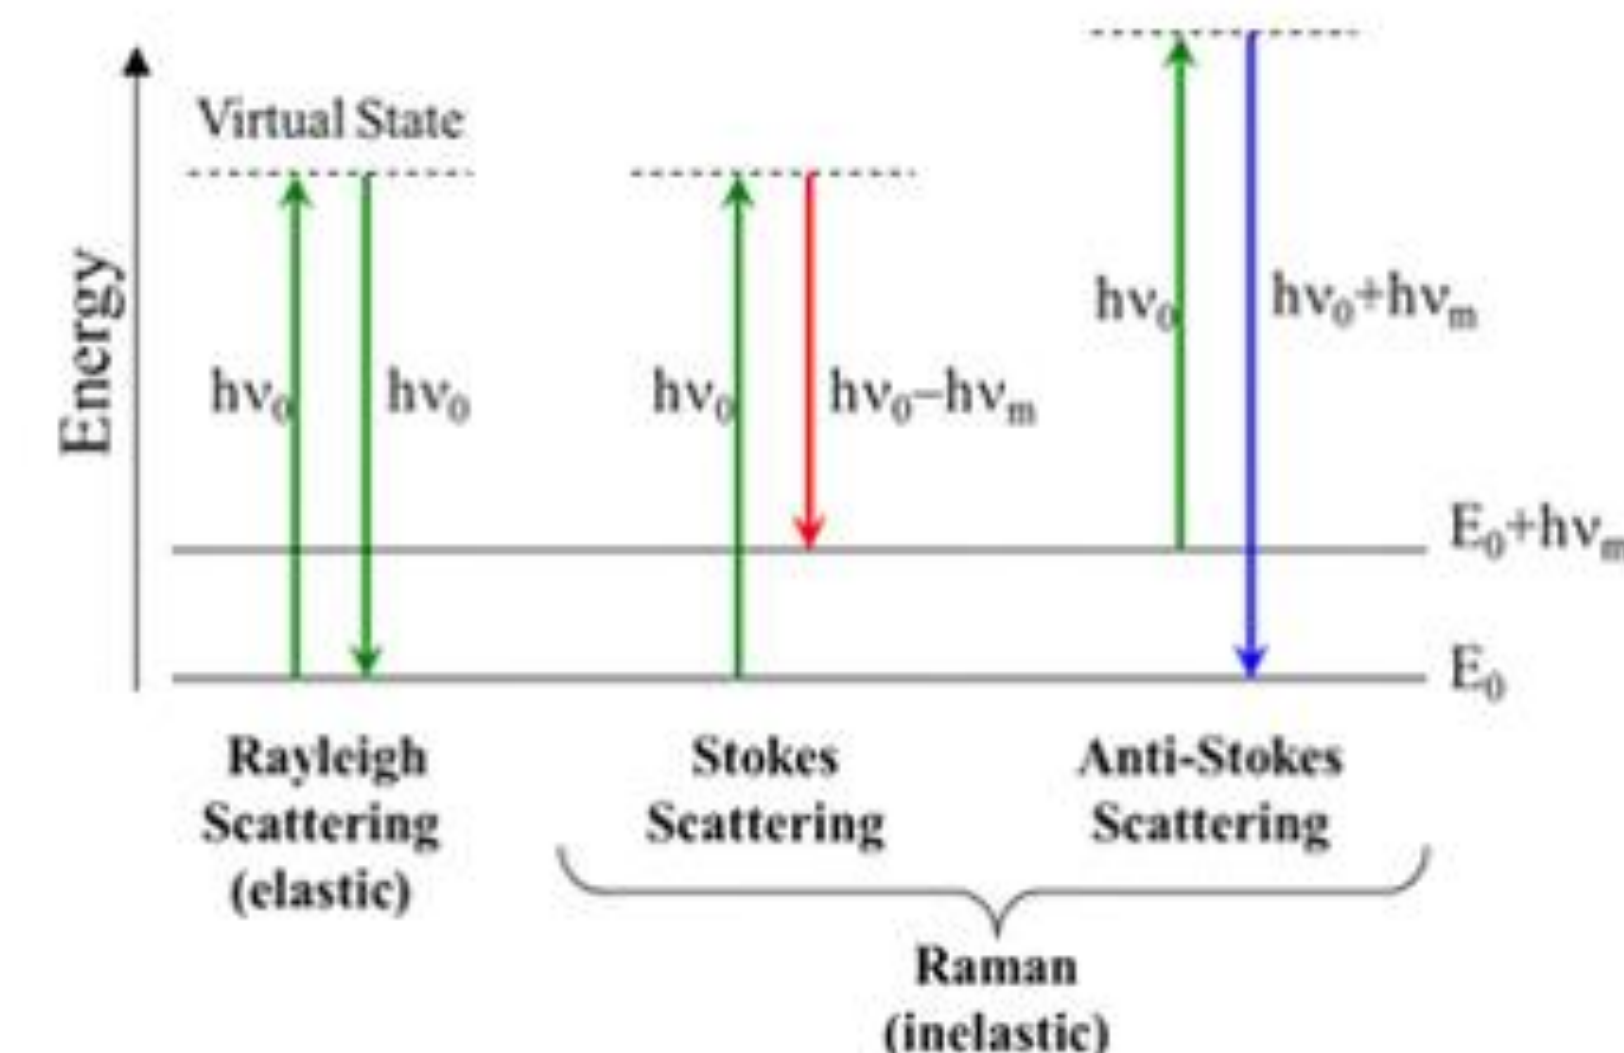 Energy
Virtual State
hν₀
hν₀
hν₀
hν₀−hνₘ
hν₀
hν₀+hνₘ
E₀+hνₘ
E₀
Rayleigh
Scattering
(elastic)
Stokes
Scattering
Anti-Stokes
Scattering
Raman
(inelastic)